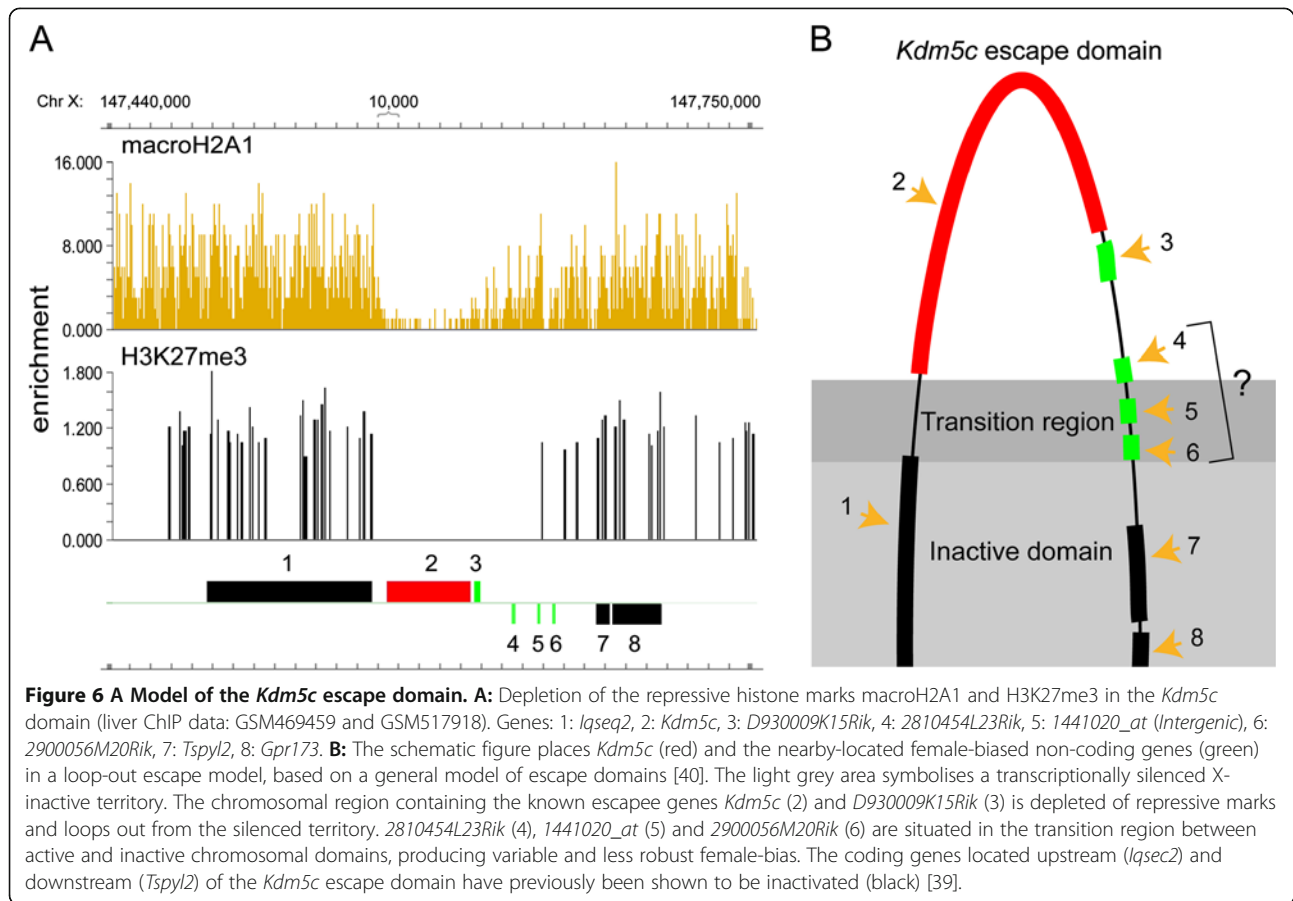 A
Chr X: 147,440,000 10,000 147,750,000
macroH2A1
16.000
8.000
0.000
enrichment
H3K27me3
1.800
1.200
0.600
0.000
1 2 3
4 5 6 7 8
B
Kdm5c escape domain
2
3
4
?
Transition region 5
6
1
Inactive domain 7
8
Figure 6 A Model of the Kdm5c escape domain. A: Depletion of the repressive histone marks macroH2A1 and H3K27me3 in the Kdm5c
domain (liver ChIP data: GSM469459 and GSM517918). Genes: 1: Iqseq2, 2: Kdm5c, 3: D930009K15Rik, 4: 2810454L23Rik, 5: 1441020_at (Intergenic), 6:
2900056M20Rik, 7: Tspyl2, 8: Gpr173. B: The schematic figure places Kdm5c (red) and the nearby-located female-biased non-coding genes (green)
in a loop-out escape model, based on a general model of escape domains [40]. The light grey area symbolises a transcriptionally silenced X-
inactive territory. The chromosomal region containing the known escapee genes Kdm5c (2) and D930009K15Rik (3) is depleted of repressive marks
and loops out from the silenced territory. 2810454L23Rik (4), 1441020_at (5) and 2900056M20Rik (6) are situated in the transition region between
active and inactive chromosomal domains, producing variable and less robust female-bias. The coding genes located upstream (Iqsec2) and
downstream (Tspyl2) of the Kdm5c escape domain have previously been shown to be inactivated (black) [39].